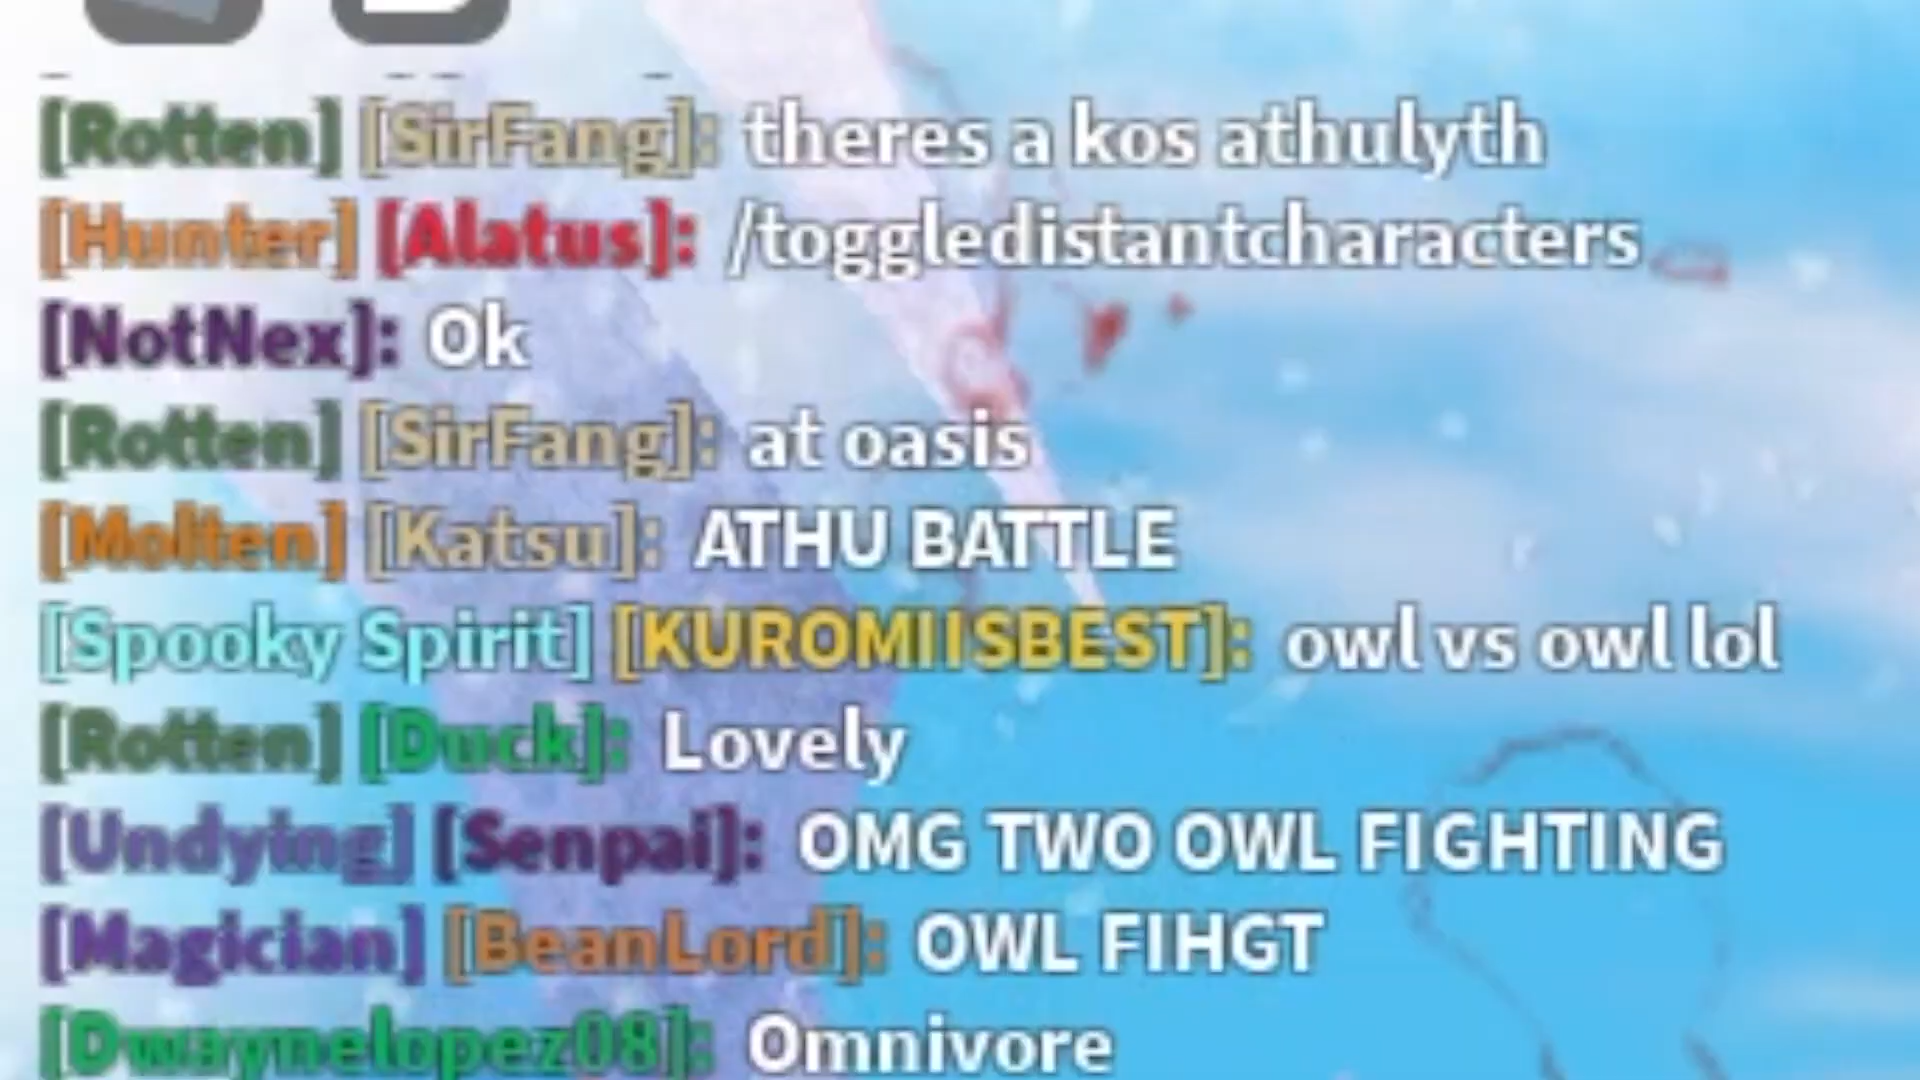 [Rotten] [SirFang]: theres a kos athulyth
[Hunter] [Alatus]: /toggledistantcharacters
[NotNex]: Ok
[Rotten] [SirFang]: at oasis
[Molten] [Katsu]: ATHU BATTLE
[Spooky Spirit] [KUROMIISBEST]: owl vs owl lol
[Rotten] [Duck]: Lovely
[Undying] [Senpai]: OMG TWO OWL FIGHTING
[Magician] [BeanLord]: OWL FIHGT
[Dwaynelopez08]: Omnivore